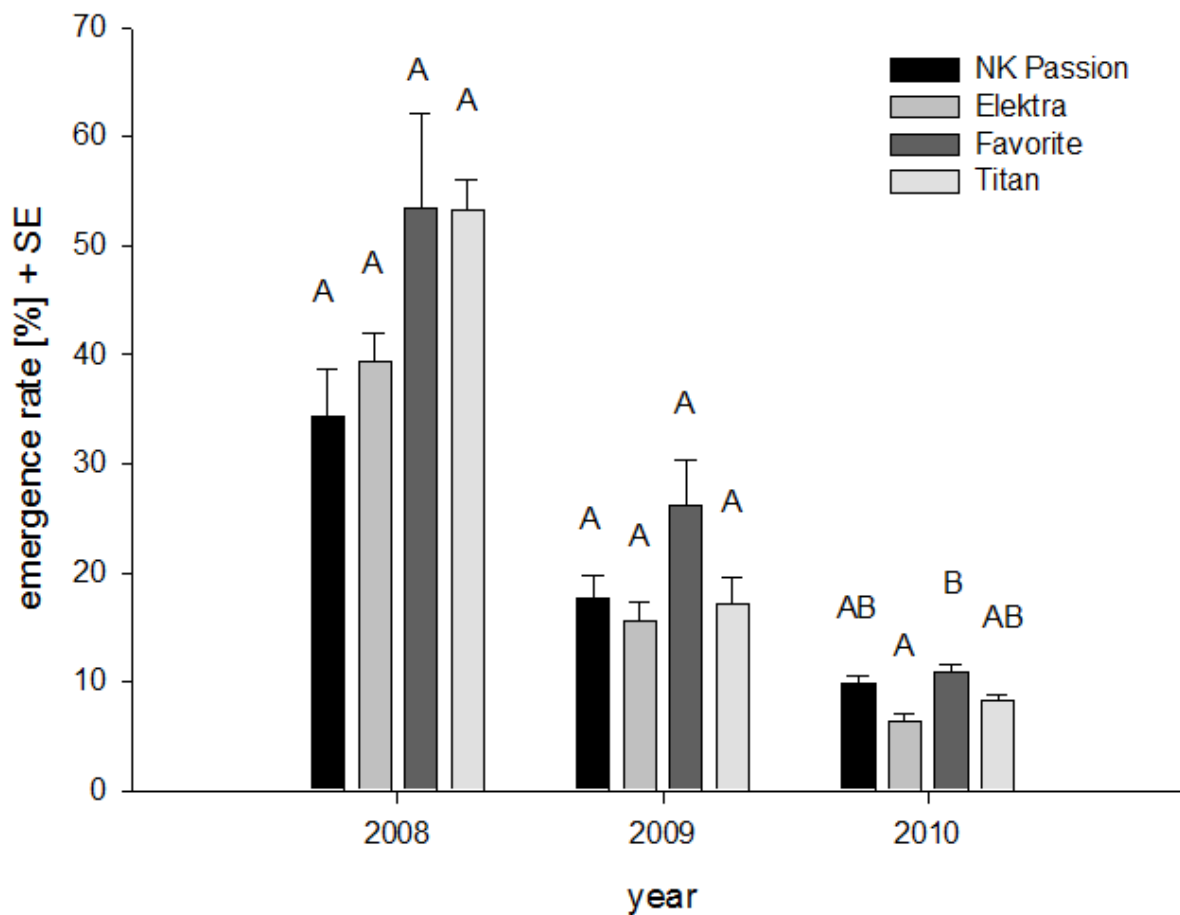 70
60
50
40
30
20
10
0
emergence rate [%] + SE
NK Passion
Elektra
Favorite
Titan
A
A
A
A
A
A
A
A
AB
A
B
AB
2008
2009
2010
year